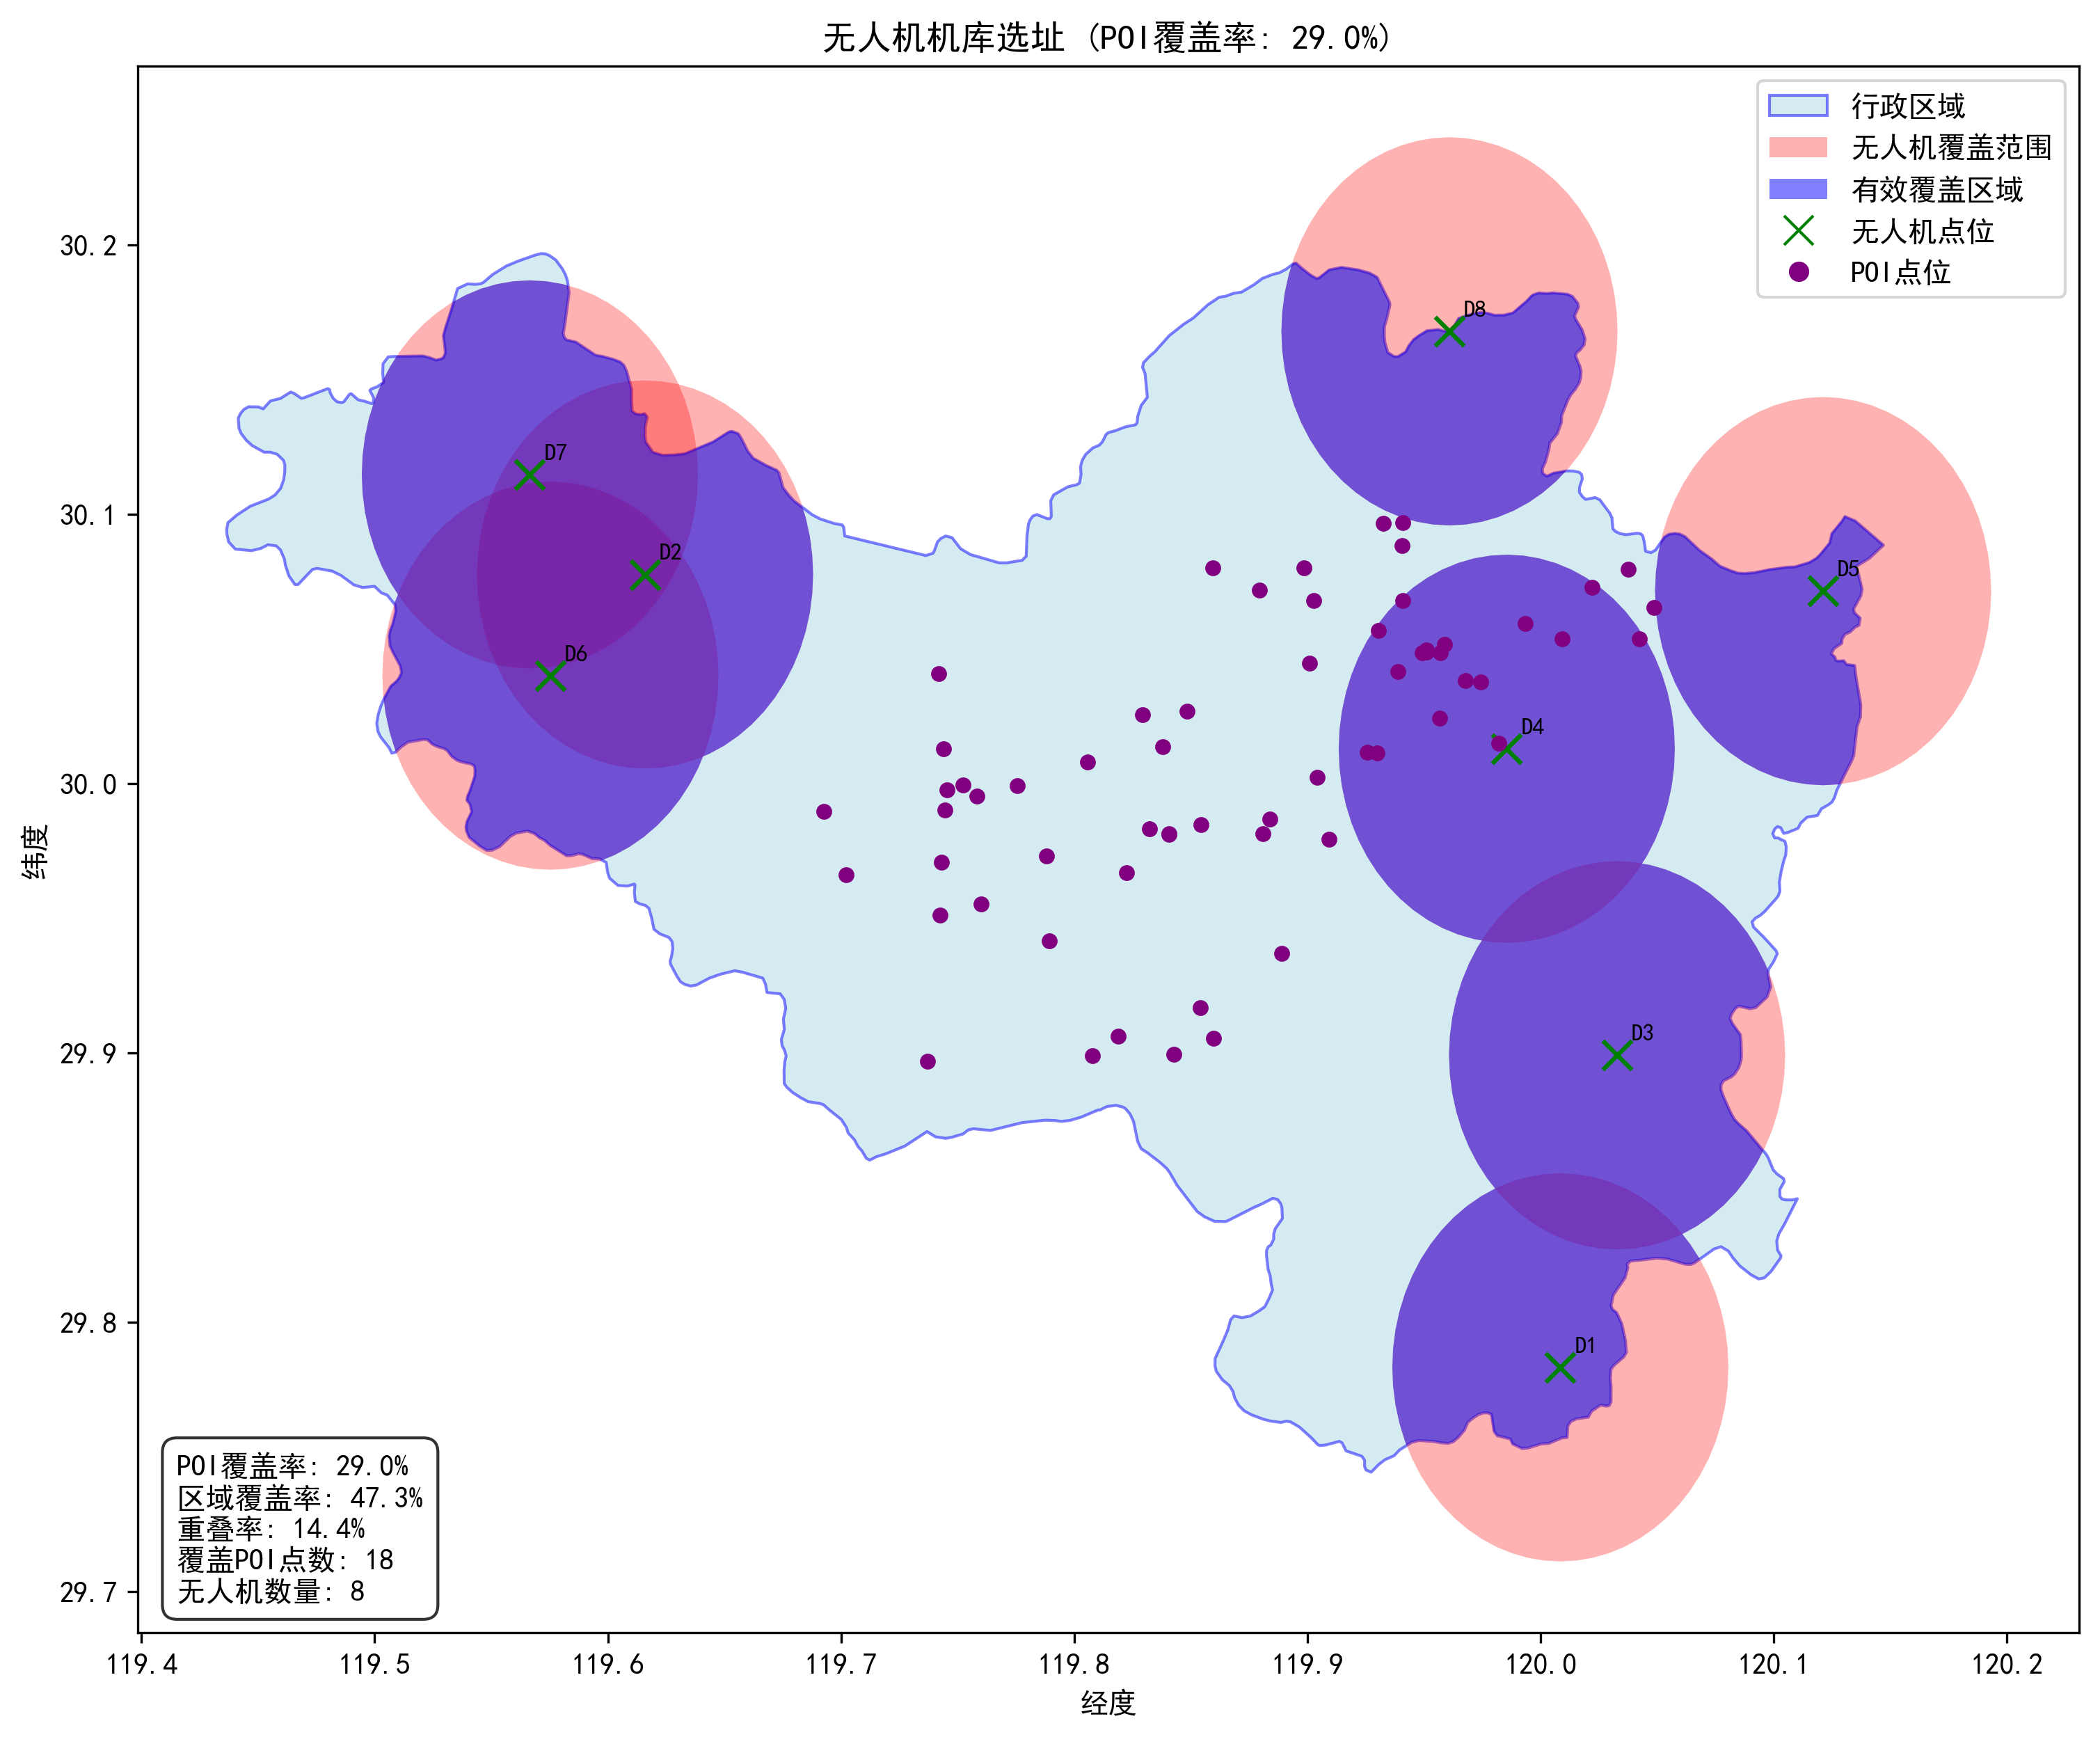 无人机机库选址 (POI覆盖率: 29.0%)
行政区域
无人机覆盖范围
有效覆盖区域
无人机点位
POI点位
D8
D7
D2
D5
D6
D4
D3
D1
30.2
30.1
30.0
29.9
29.8
29.7
纬度
POI覆盖率: 29.0%
区域覆盖率: 47.3%
重叠率: 14.4%
覆盖POI点数: 18
无人机数量: 8
119.4 119.5 119.6 119.7 119.8 119.9 120.0 120.1 120.2
经度